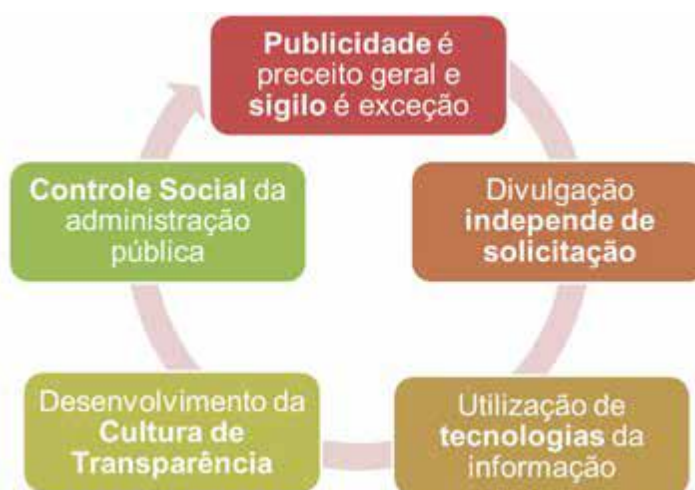 Publicidade é
preceito geral e
sigilo é exceção
Divulgação
independe de
solicitação
Utilização de
tecnologias da
informação
Desenvolvimento da
Cultura de
Transparência
Controle Social da
administração
pública